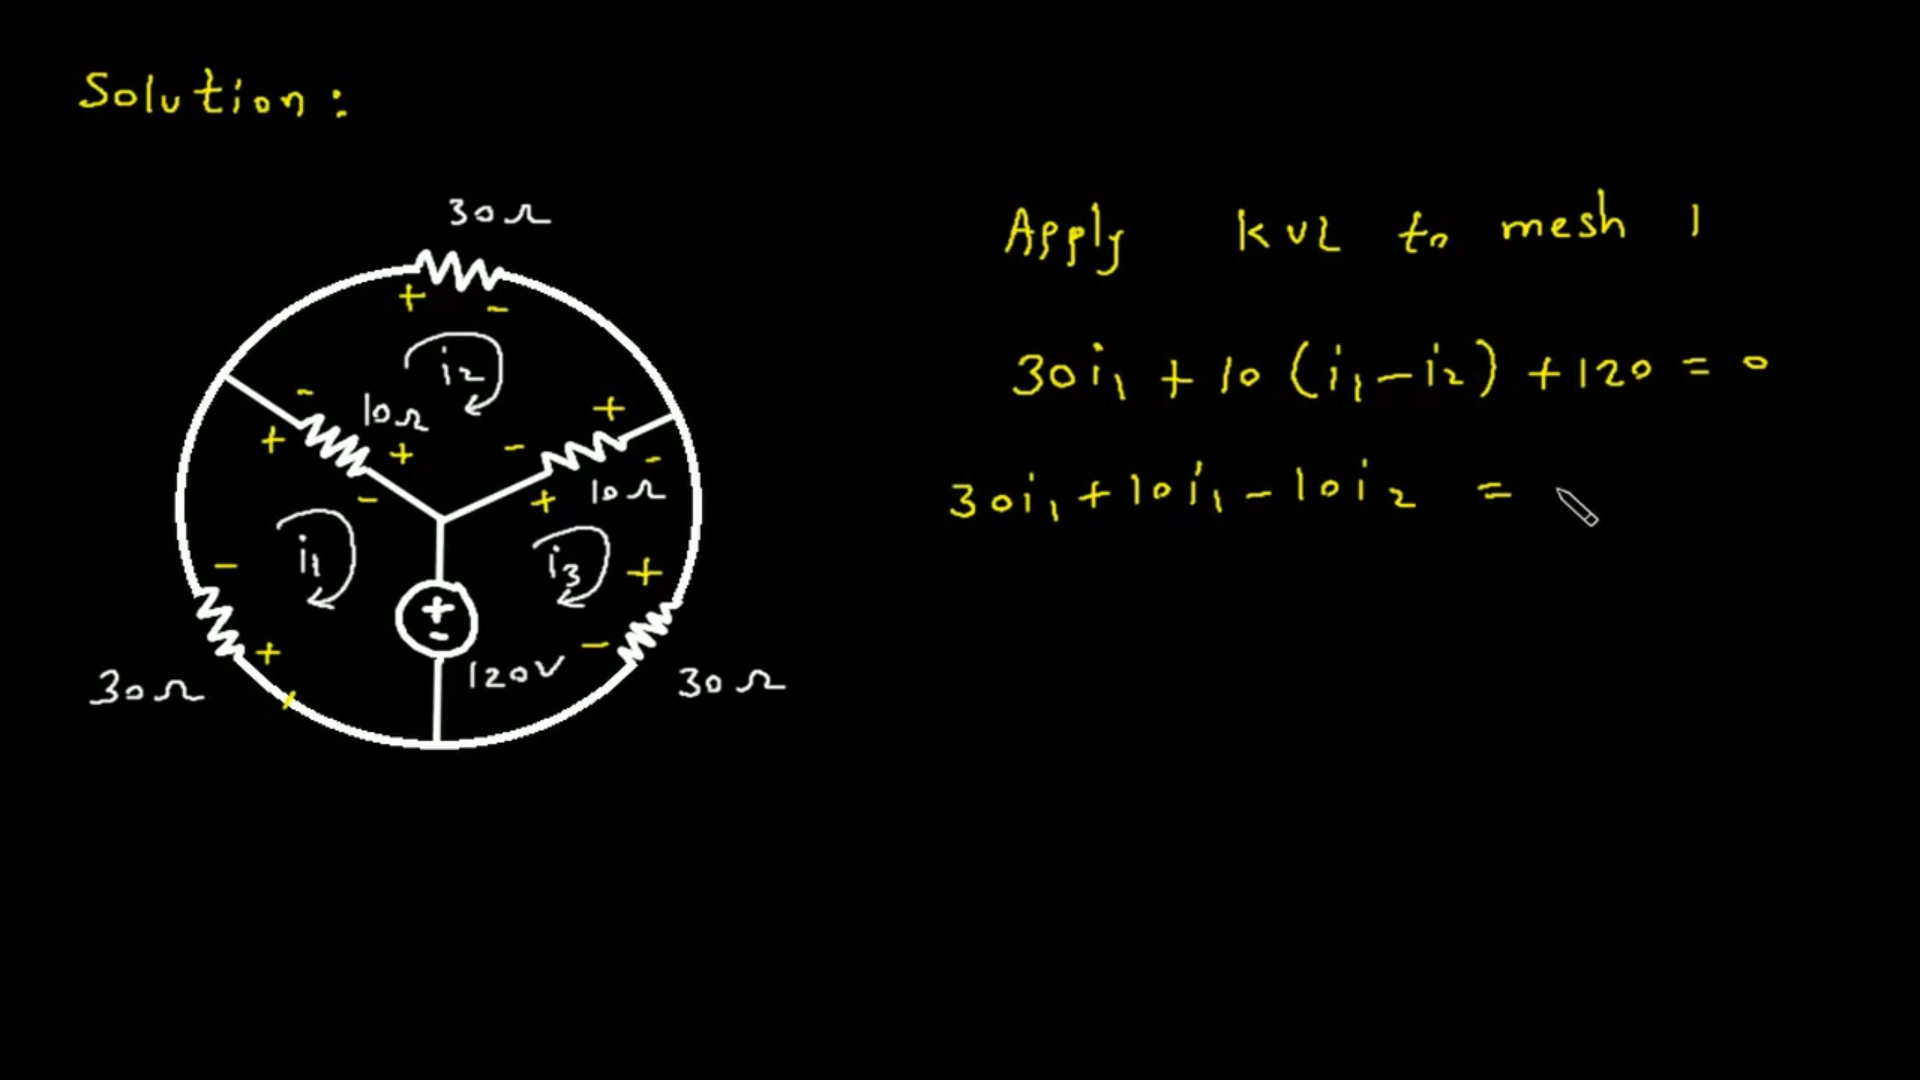 Solution:
30Ω
+ -
i2
- 10Ω +
+ + -
- + 10Ω
- i1 i3 +
+
-
+ -
30Ω 120V 30Ω
Apply kVL to mesh 1
30i1 + 10 (i1 - i2) + 120 = 0
30i1 + 10i1 - 10i2 =